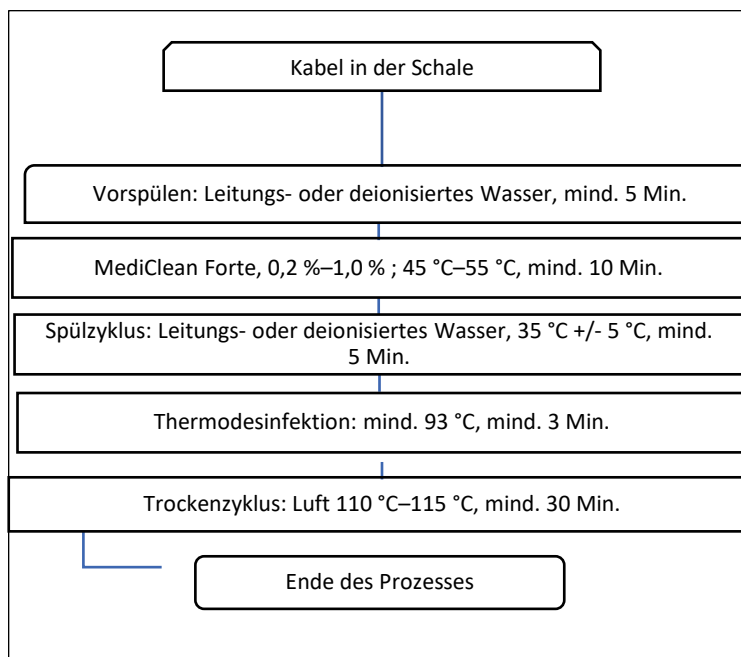 Kabel in der Schale
Vorspülen: Leitungs- oder deionisiertes Wasser, mind. 5 Min.
MediClean Forte, 0,2 %–1,0 % ; 45 °C–55 °C, mind. 10 Min.
Spülzyklus: Leitungs- oder deionisiertes Wasser, 35 °C +/- 5 °C, mind.
5 Min.
Thermodesinfektion: mind. 93 °C, mind. 3 Min.
Trockenzyklus: Luft 110 °C–115 °C, mind. 30 Min.
Ende des Prozesses